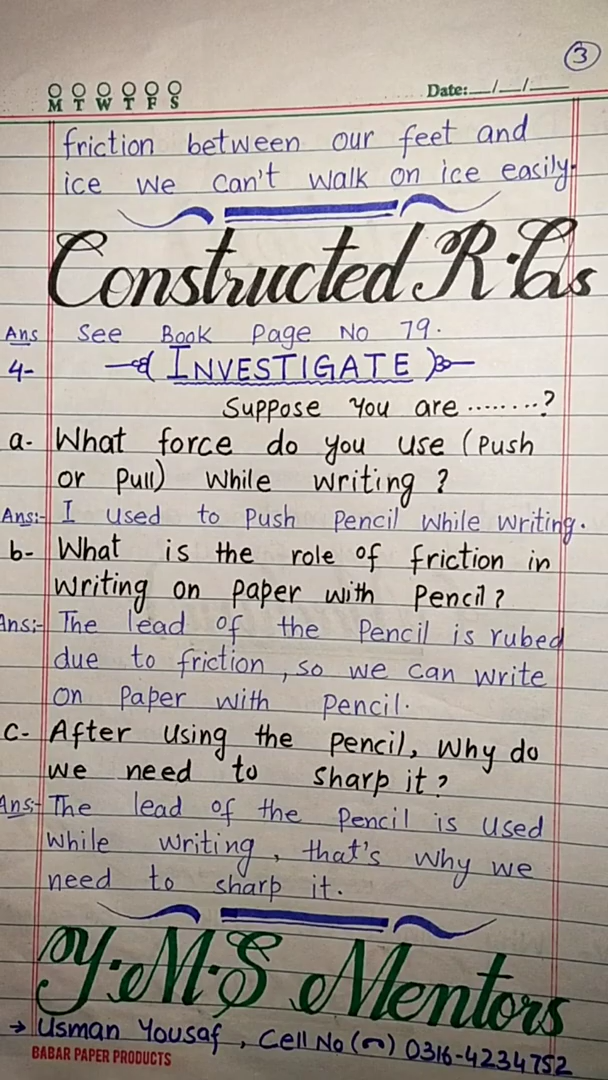 3
M T W T F S
Date:__/__/__
friction between our feet and
ice we can't walk on ice easily.
Constructed R.Qs
Ans See Book Page No 79.
4- INVESTIGATE
Suppose you are ........?
a- What force do you use (Push
or Pull) while writing ?
Ans:- I used to Push Pencil while writing.
b- What is the role of friction in
writing on paper with Pencil ?
Ans:- The lead of the Pencil is rubed
due to friction, so we can write
on Paper with Pencil.
c- After using the pencil, why do
we need to sharp it ?
Ans:- The lead of the Pencil is used
while writing, that's why we
need to sharp it.
Y.M.S Mentors
→ Usman Yousaf, Cell No (~) 0316-4234752
BABAR PAPER PRODUCTS